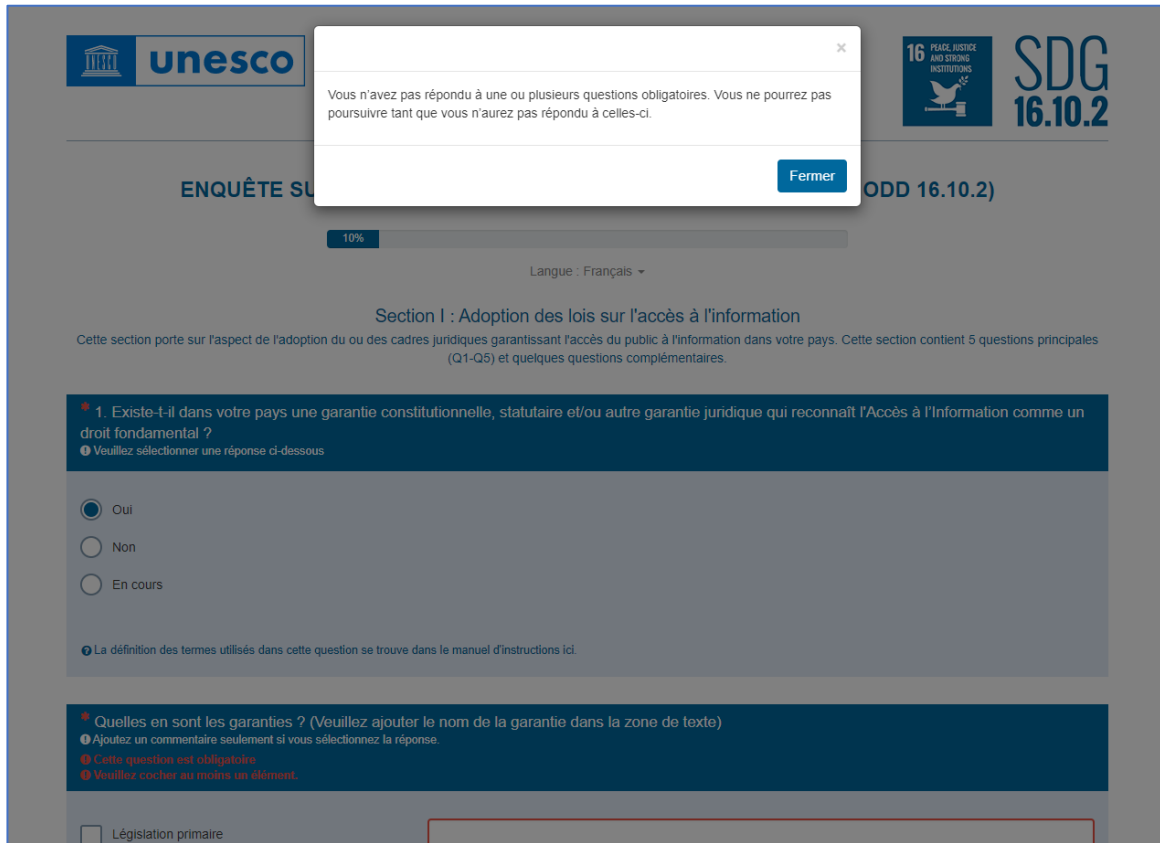 unesco
×
Vous n'avez pas répondu à une ou plusieurs questions obligatoires. Vous ne pourrez pas
poursuivre tant que vous n'aurez pas répondu à celles-ci.
Fermer
16 PEACE, JUSTICE
AND STRONG
INSTITUTIONS
SDG
16.10.2
ENQUÊTE SU
ODD 16.10.2)
10%
Langue : Français
Section I : Adoption des lois sur l'accès à l'information
Cette section porte sur l'aspect de l'adoption du ou des cadres juridiques garantissant l'accès du public à l'information dans votre pays. Cette section contient 5 questions principales
(Q1-Q5) et quelques questions complémentaires.
* 1. Existe-t-il dans votre pays une garantie constitutionnelle, statutaire et/ou autre garantie juridique qui reconnaît l'Accès à l'Information comme un
droit fondamental ?
Veuillez sélectionner une réponse ci-dessous
Oui
Non
En cours
La définition des termes utilisés dans cette question se trouve dans le manuel d'instructions ici.
* Quelles en sont les garanties ? (Veuillez ajouter le nom de la garantie dans la zone de texte)
Ajoutez un commentaire seulement si vous sélectionnez la réponse.
Cette question est obligatoire
Veuillez cocher au moins un élément.
Législation primaire